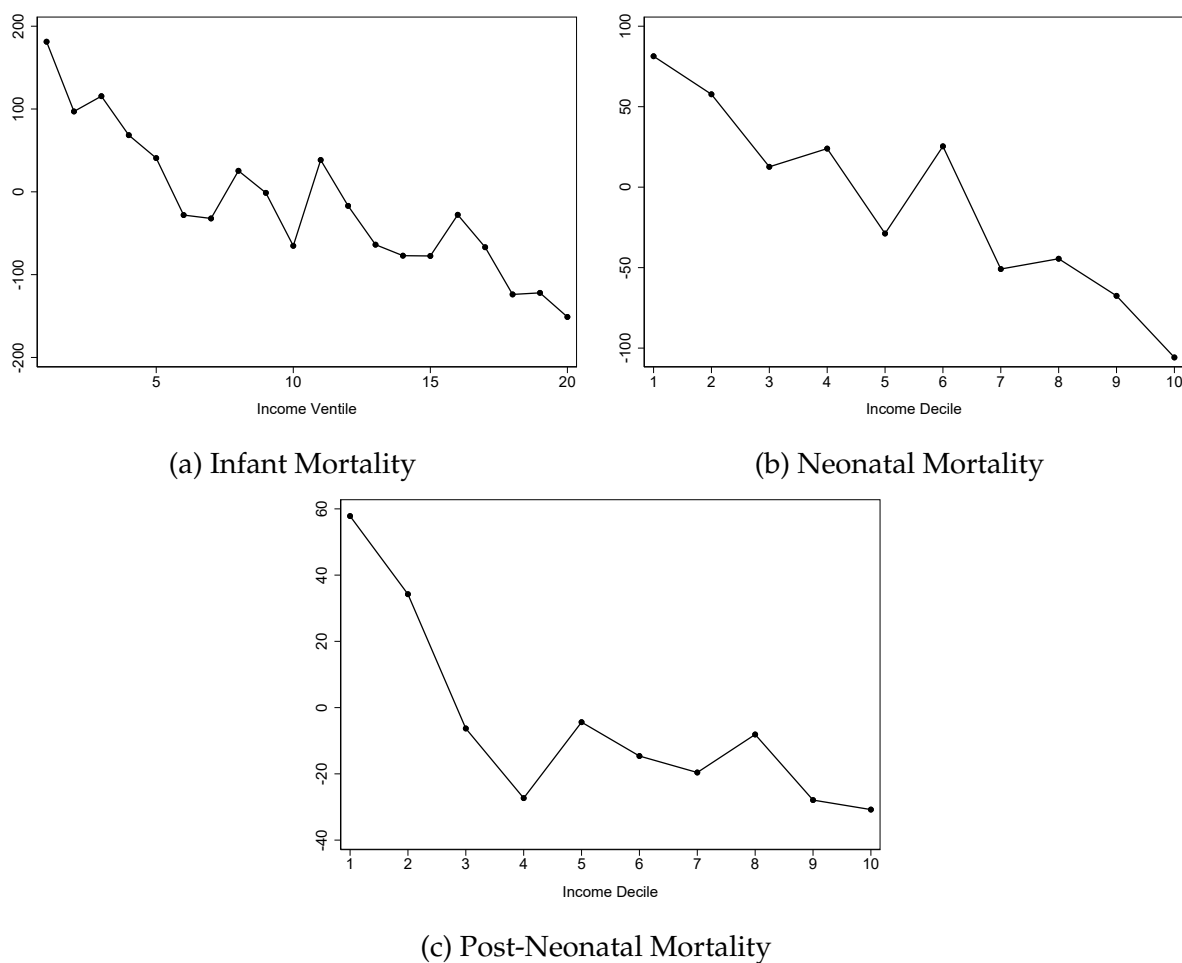 200
100
0
-100
-200
5 10 15 20
Income Ventile
(a) Infant Mortality
100
50
0
-50
-100
1 2 3 4 5 6 7 8 9 10
Income Decile
(b) Neonatal Mortality
60
40
20
0
-20
-40
1 2 3 4 5 6 7 8 9 10
Income Decile
(c) Post-Neonatal Mortality